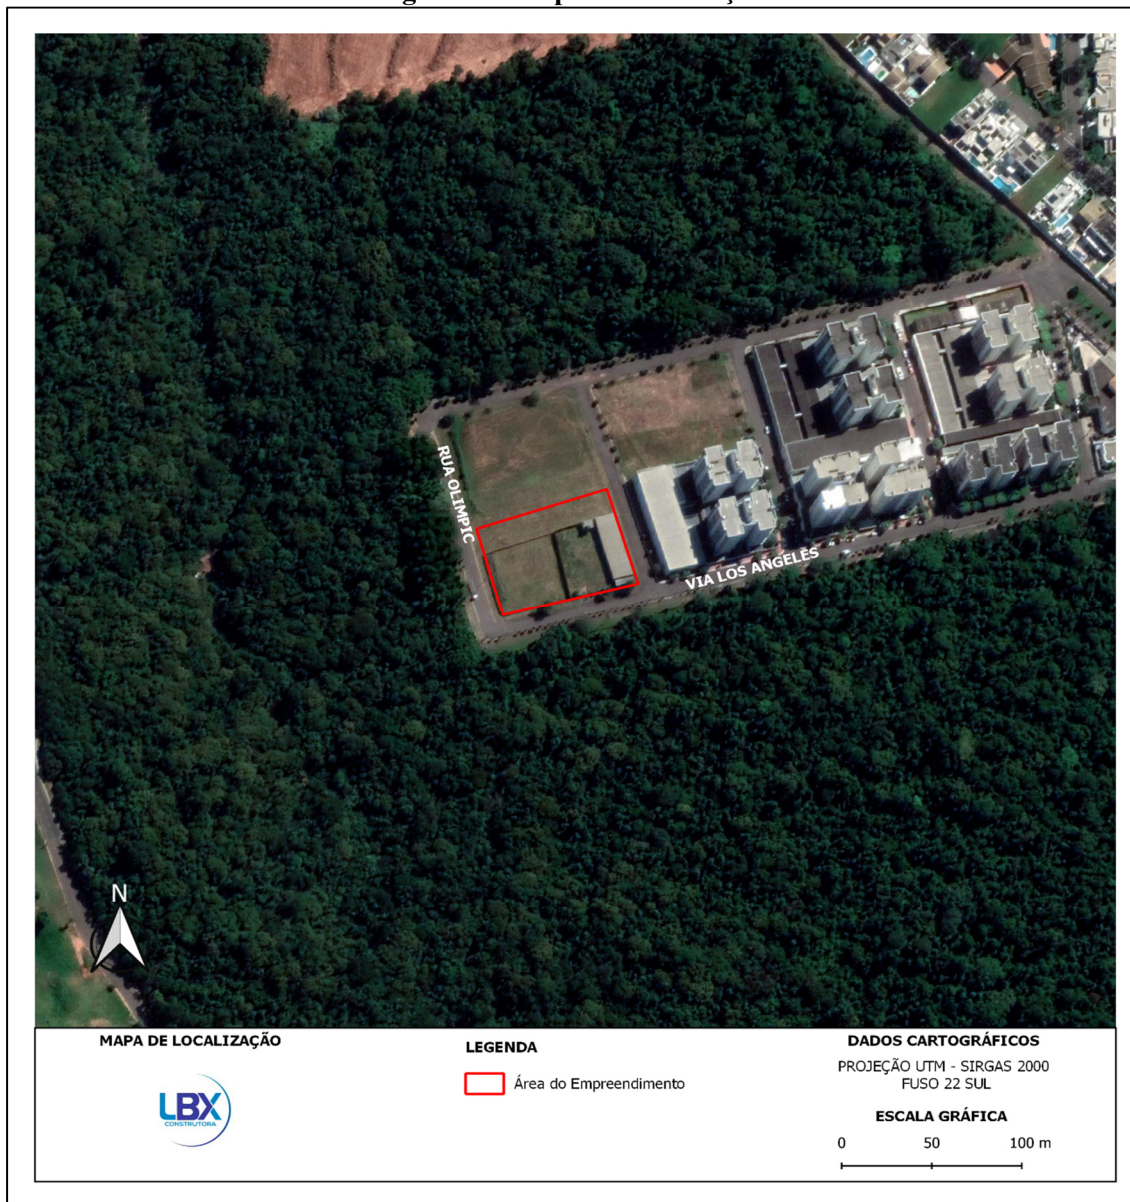 RUA OLIMPIC
VIA LOS ANGELES
N
MAPA DE LOCALIZAÇÃO
LBX
CONSTRUTORA
LEGENDA
Área do Empreendimento
DADOS CARTOGRÁFICOS
PROJEÇÃO UTM - SIRGAS 2000
FUSO 22 SUL
ESCALA GRÁFICA
0 50 100 m